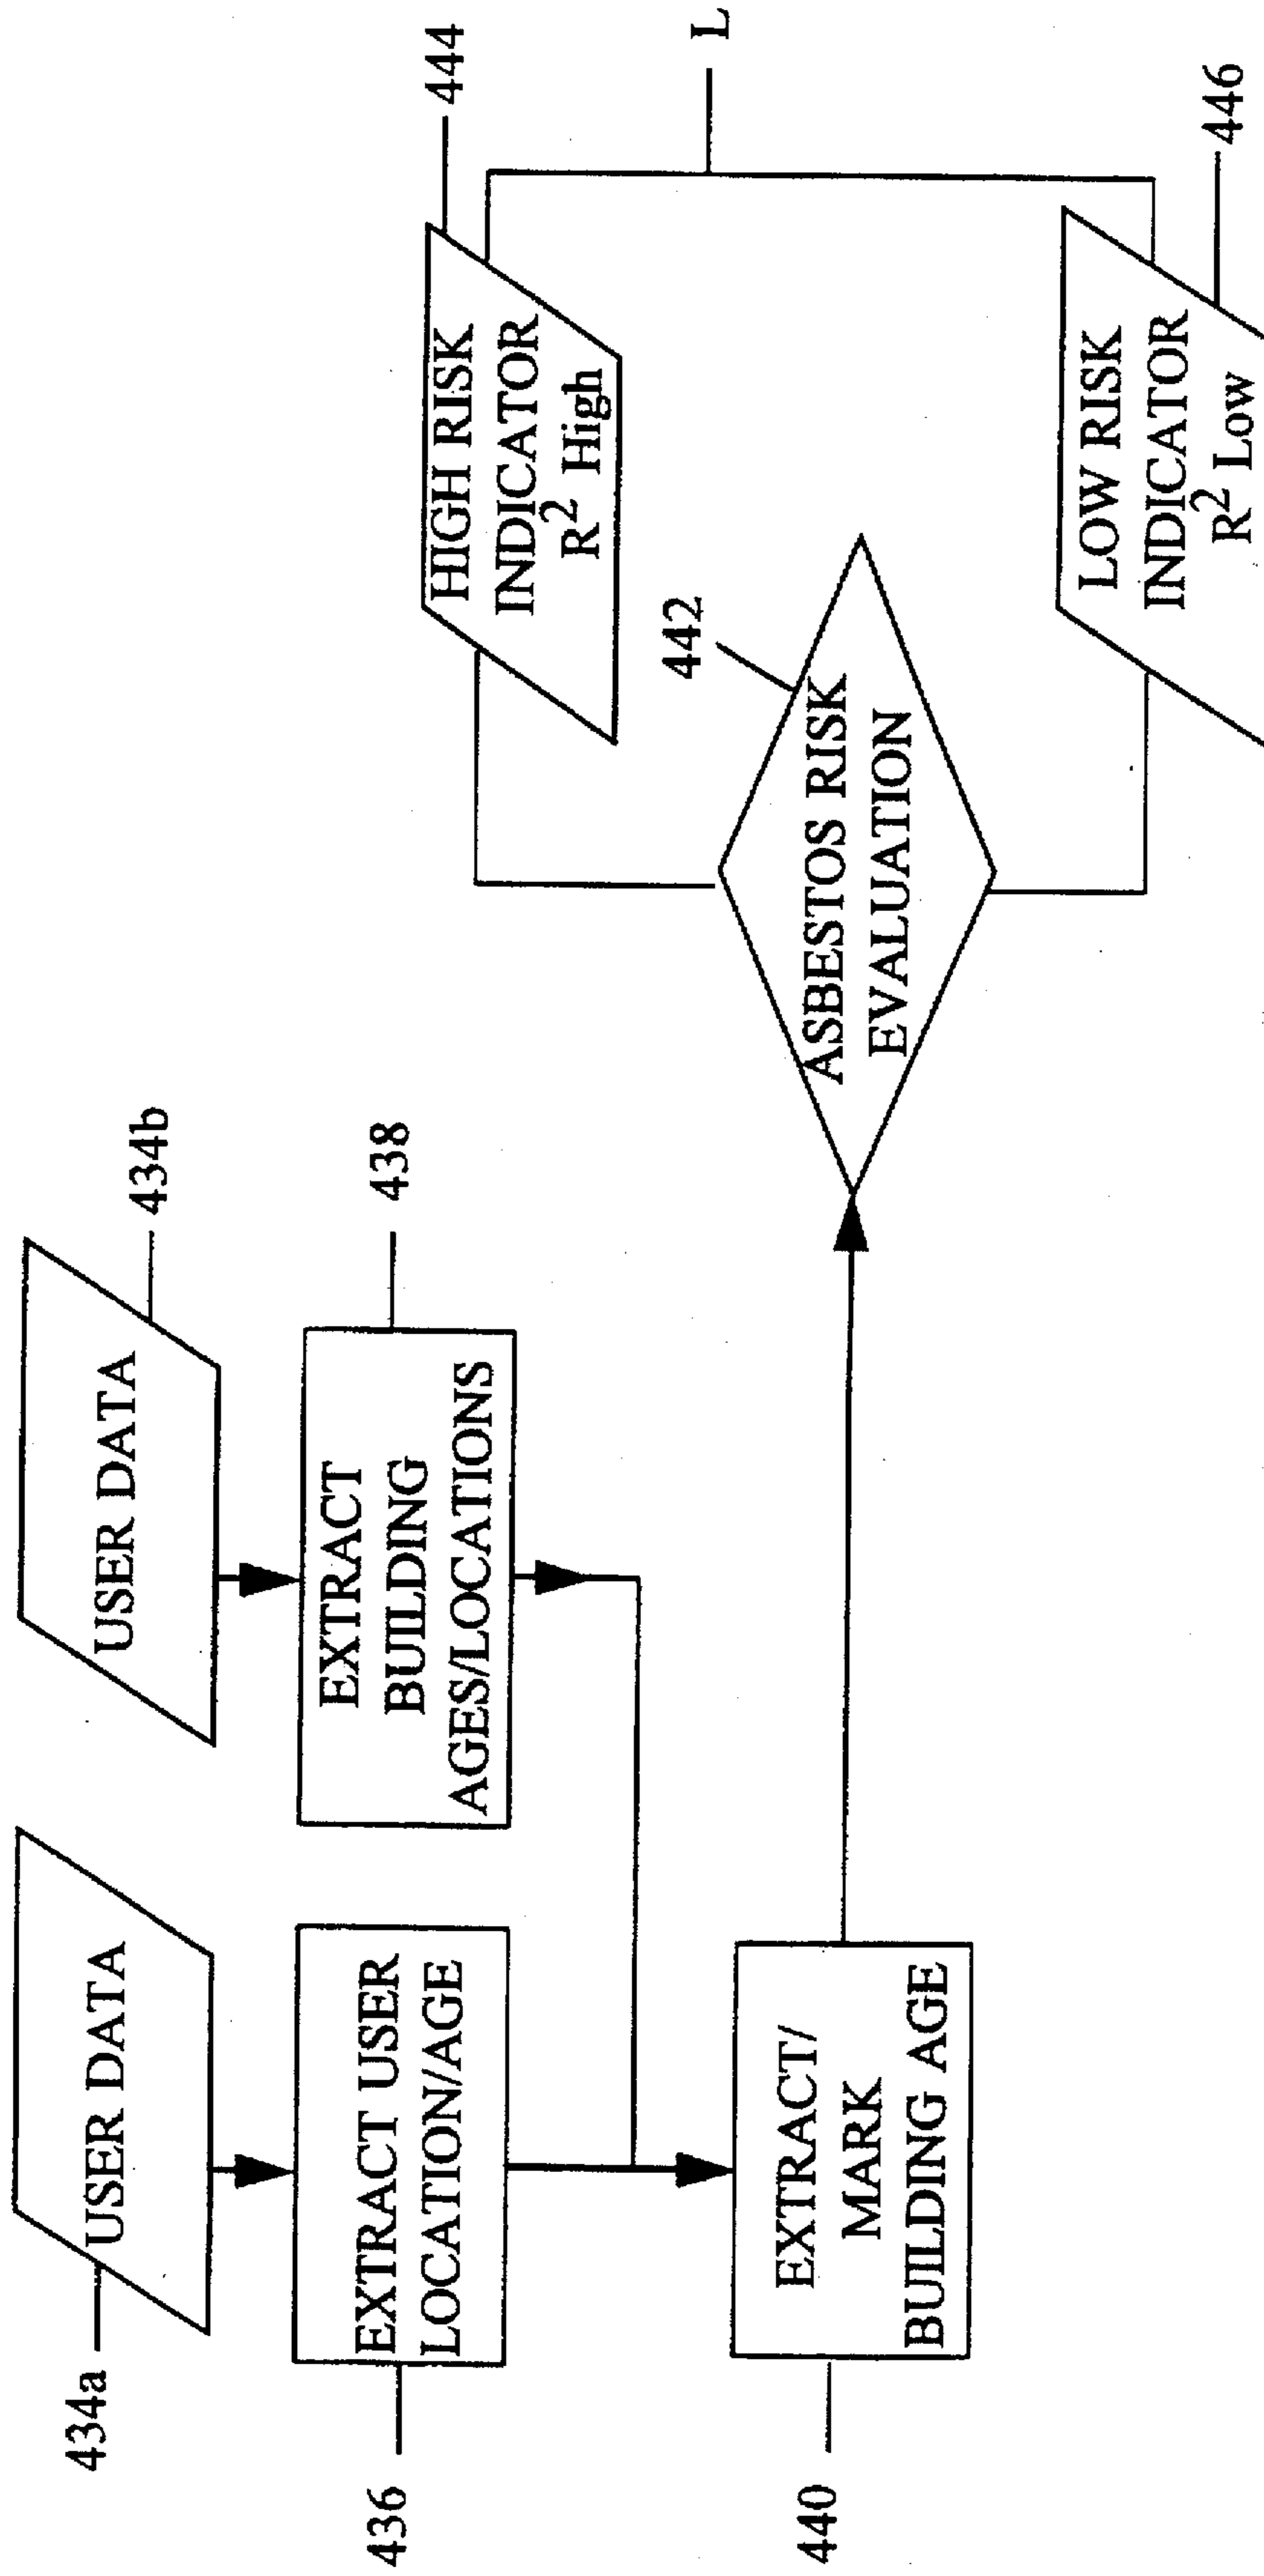 434a
USER DATA
434b
USER DATA
436
EXTRACT USER
LOCATION/AGE
438
EXTRACT
BUILDING
AGES/LOCATIONS
440
EXTRACT/
MARK
BUILDING AGE
442
ASBESTOS RISK
EVALUATION
444
HIGH RISK
INDICATOR
R² High
L
446
LOW RISK
INDICATOR
R² Low